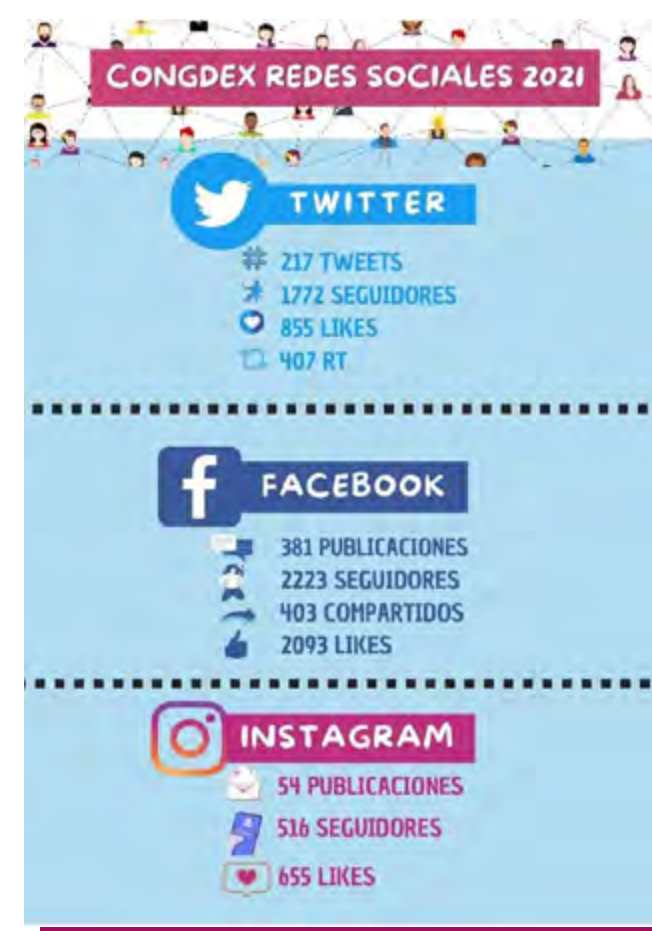 CONGDEX REDES SOCIALES 2021
TWITTER
217 TWEETS
1772 SEGUIDORES
855 LIKES
407 RT
FACEBOOK
381 PUBLICACIONES
2223 SEGUIDORES
403 COMPARTIDOS
2093 LIKES
INSTAGRAM
54 PUBLICACIONES
516 SEGUIDORES
655 LIKES